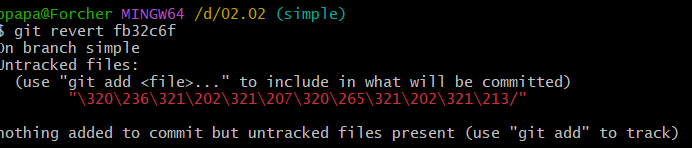 ppapa@Forcher MINGW64 /d/02.02 (simple)
$ git revert fb32c6f
On branch simple
Untracked files:
(use "git add <file>..." to include in what will be committed)
"\320\236\321\202\321\207\320\265\321\202\321\213/"
nothing added to commit but untracked files present (use "git add" to track)